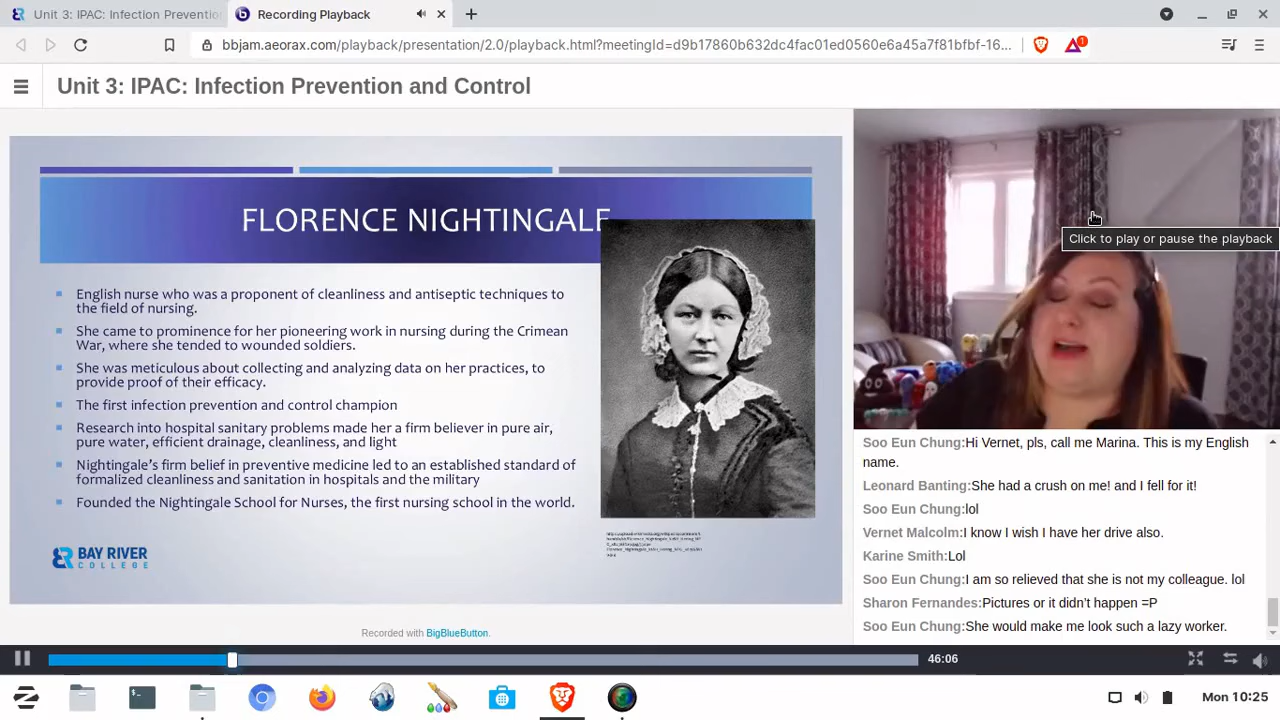 Unit 3: IPAC: Infection Preventio
Recording Playback
bbjam.aeorax.com/playback/presentation/2.0/playback.html?meetingId=d9b17860b632dc4fac01ed0560e6a45a7f81bfbf-16...
1
Unit 3: IPAC: Infection Prevention and Control
FLORENCE NIGHTINGALE
English nurse who was a proponent of cleanliness and antiseptic techniques to
the field of nursing.
She came to prominence for her pioneering work in nursing during the Crimean
War, where she tended to wounded soldiers.
She was meticulous about collecting and analyzing data on her practices, to
provide proof of their efficacy.
The first infection prevention and control champion
Research into hospital sanitary problems made her a firm believer in pure air,
pure water, efficient drainage, cleanliness, and light
Nightingale's firm belief in preventive medicine led to an established standard of
formalized cleanliness and sanitation in hospitals and the military
Founded the Nightingale School for Nurses, the first nursing school in the world.
BAY RIVER
COLLEGE
Recorded with BigBlueButton.
Click to play or pause the playback
Soo Eun Chung:Hi Vernet, pls, call me Marina. This is my English
name.
Leonard Banting:She had a crush on me! and I fell for it!
Soo Eun Chung:lol
Vernet Malcolm:I know I wish I have her drive also.
Karine Smith:Lol
Soo Eun Chung:I am so relieved that she is not my colleague. lol
Sharon Fernandes:Pictures or it didn't happen =P
Soo Eun Chung:She would make me look such a lazy worker.
46:06
Mon 10:25